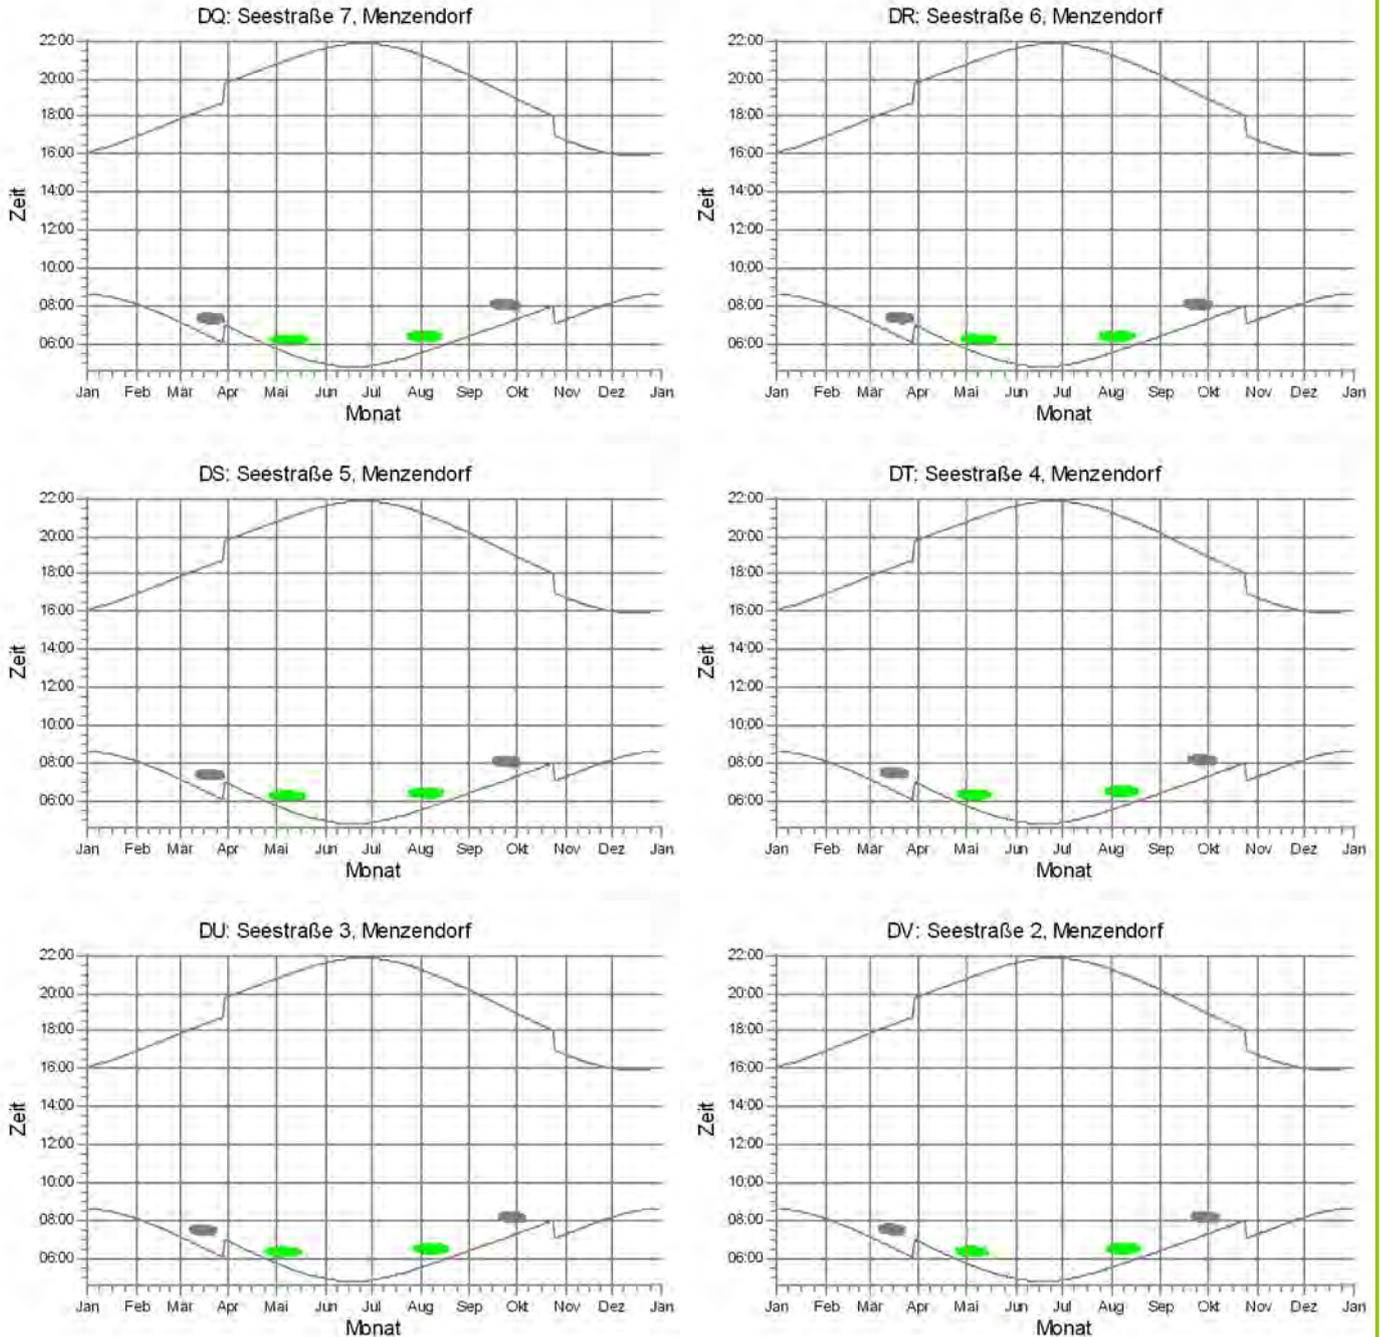 DQ: Seestraße 7, Menzendorf
22:00
20:00
18:00
16:00
14:00
12:00
10:00
08:00
06:00
Zeit
Jan Feb Mär Apr Mai Jun Jul Aug Sep Okt Nov Dez Jan
Monat
DR: Seestraße 6, Menzendorf
22:00
20:00
18:00
16:00
14:00
12:00
10:00
08:00
06:00
Zeit
Jan Feb Mär Apr Mai Jun Jul Aug Sep Okt Nov Dez Jan
Monat
DS: Seestraße 5, Menzendorf
22:00
20:00
18:00
16:00
14:00
12:00
10:00
08:00
06:00
Zeit
Jan Feb Mär Apr Mai Jun Jul Aug Sep Okt Nov Dez Jan
Monat
DT: Seestraße 4, Menzendorf
22:00
20:00
18:00
16:00
14:00
12:00
10:00
08:00
06:00
Zeit
Jan Feb Mär Apr Mai Jun Jul Aug Sep Okt Nov Dez Jan
Monat
DU: Seestraße 3, Menzendorf
22:00
20:00
18:00
16:00
14:00
12:00
10:00
08:00
06:00
Zeit
Jan Feb Mär Apr Mai Jun Jul Aug Sep Okt Nov Dez Jan
Monat
DV: Seestraße 2, Menzendorf
22:00
20:00
18:00
16:00
14:00
12:00
10:00
08:00
06:00
Zeit
Jan Feb Mär Apr Mai Jun Jul Aug Sep Okt Nov Dez Jan
Monat